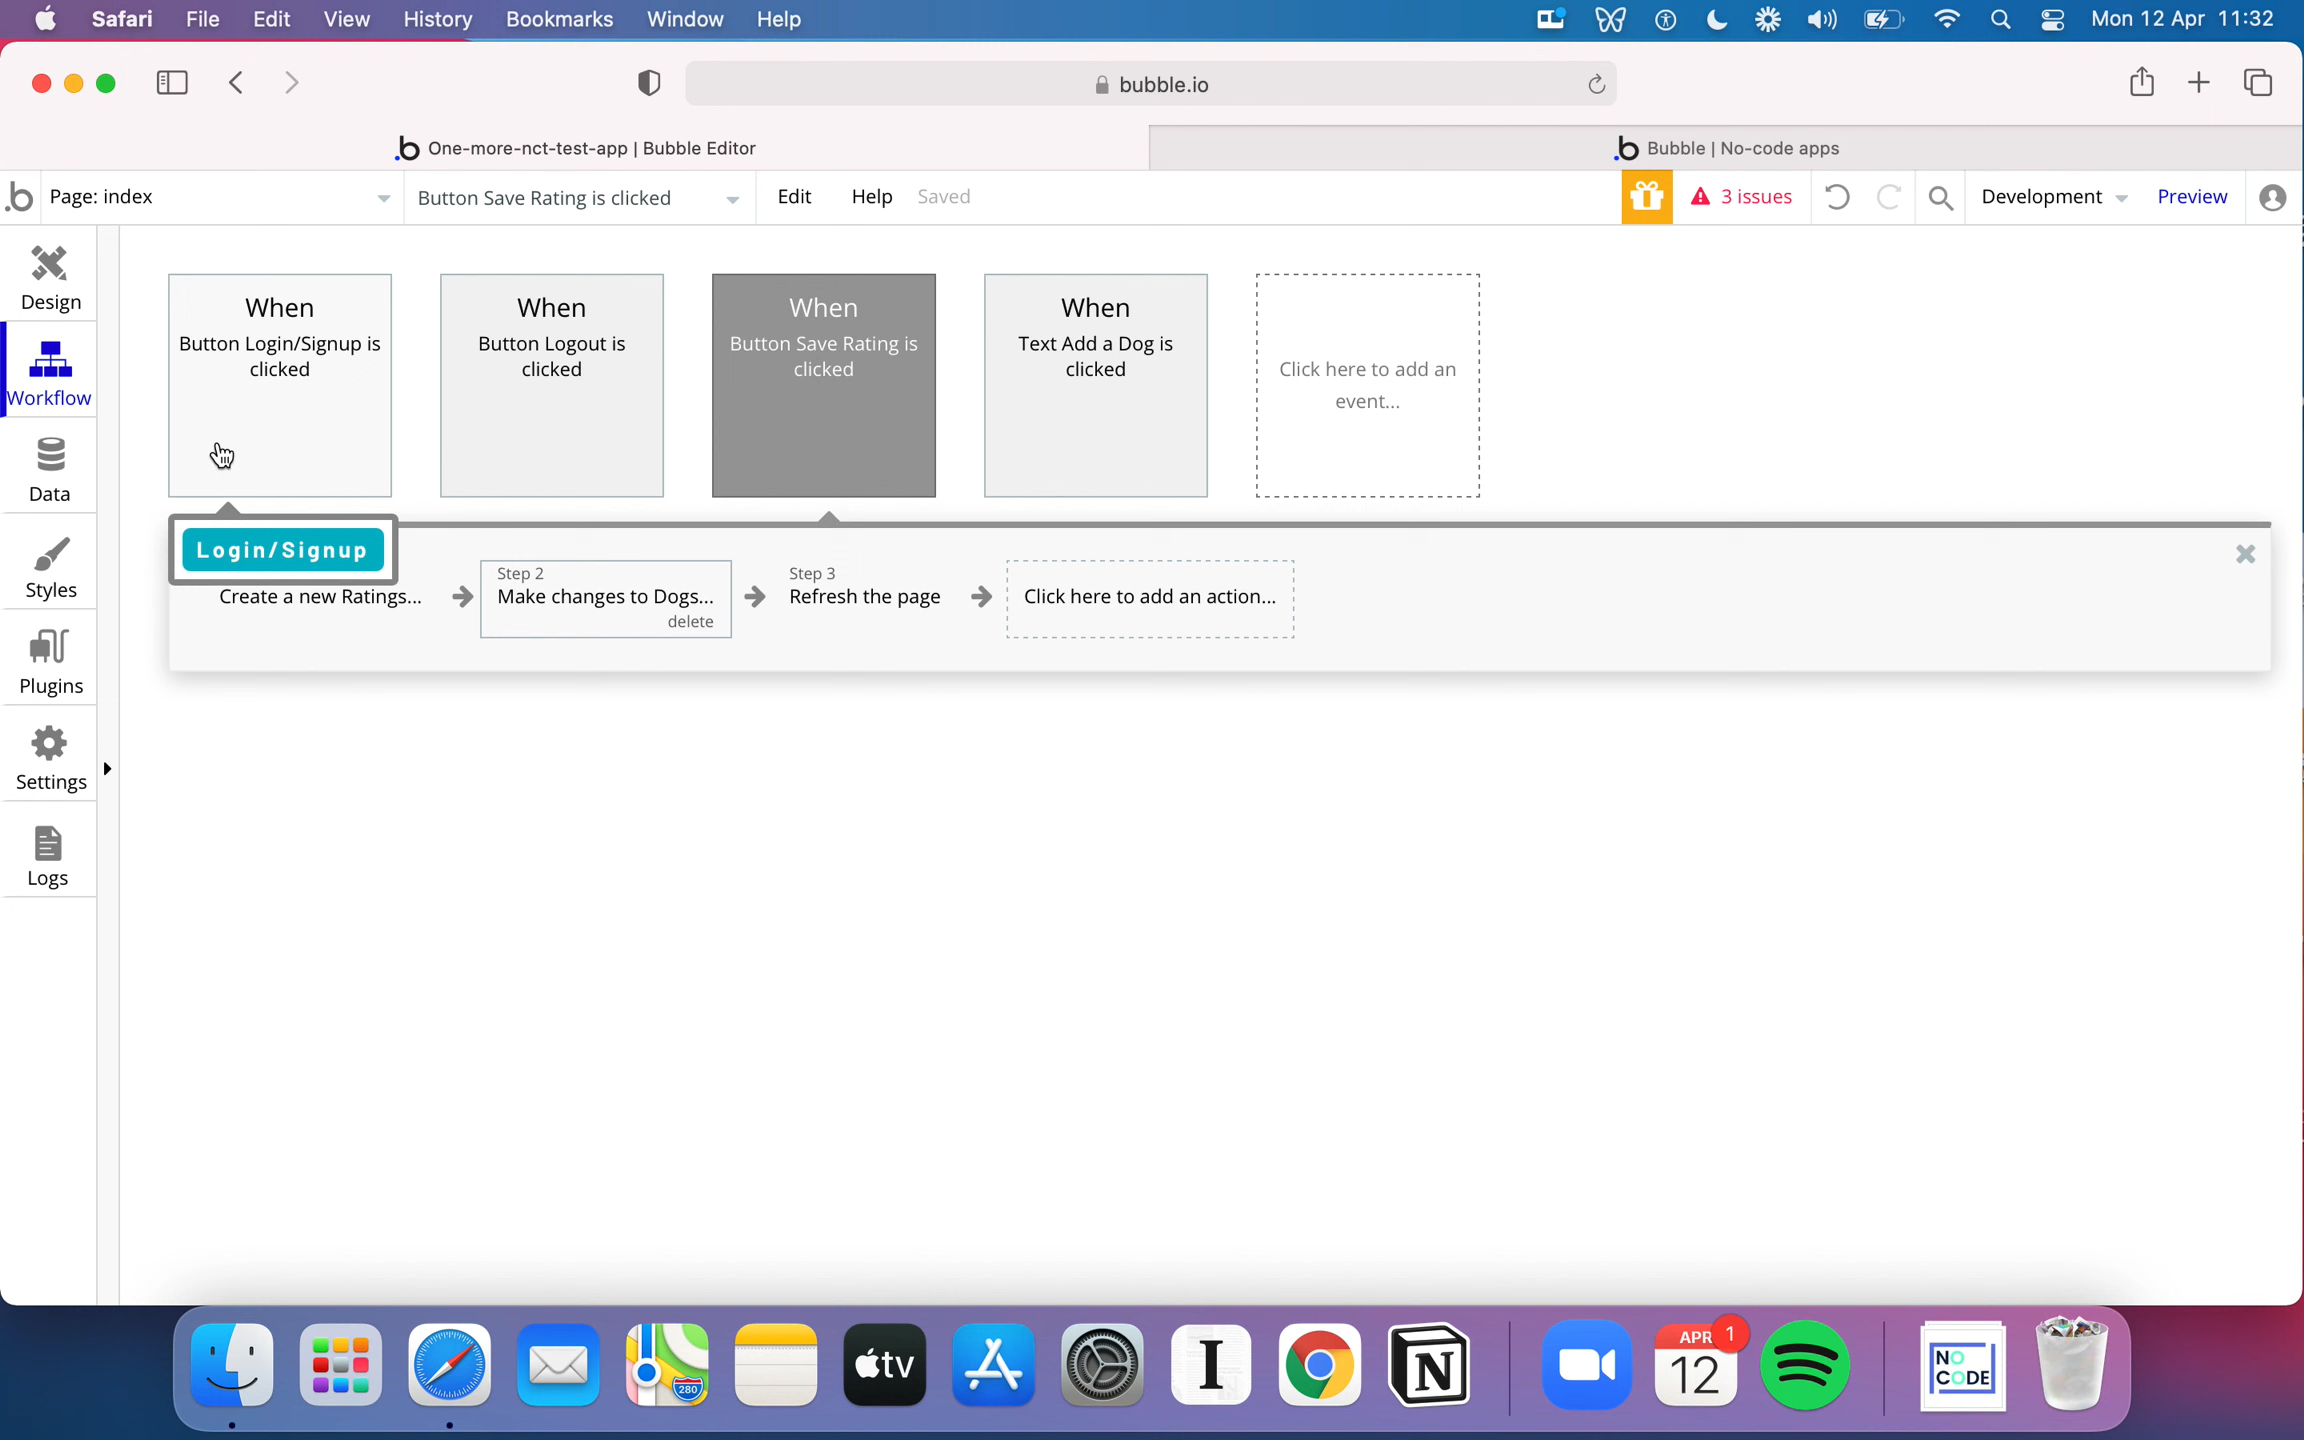 Safari File Edit View History Bookmarks Window Help Mon 12 Apr 11:32
bubble.io
One-more-nct-test-app | Bubble Editor
Bubble | No-code apps
Page: index
Button Save Rating is clicked
Edit
Help
Saved
3 issues
Development
Preview
Design
Workflow
Data
Styles
Plugins
Settings
Logs
When
Button Login/Signup is
clicked
When
Button Logout is
clicked
When
Button Save Rating is
clicked
When
Text Add a Dog is
clicked
Click here to add an
event...
Login/Signup
Create a new Ratings...
Step 2
Make changes to Dogs...
delete
Step 3
Refresh the page
Click here to add an action...
280
tv
I
N
APR
1
12
NO
CODE